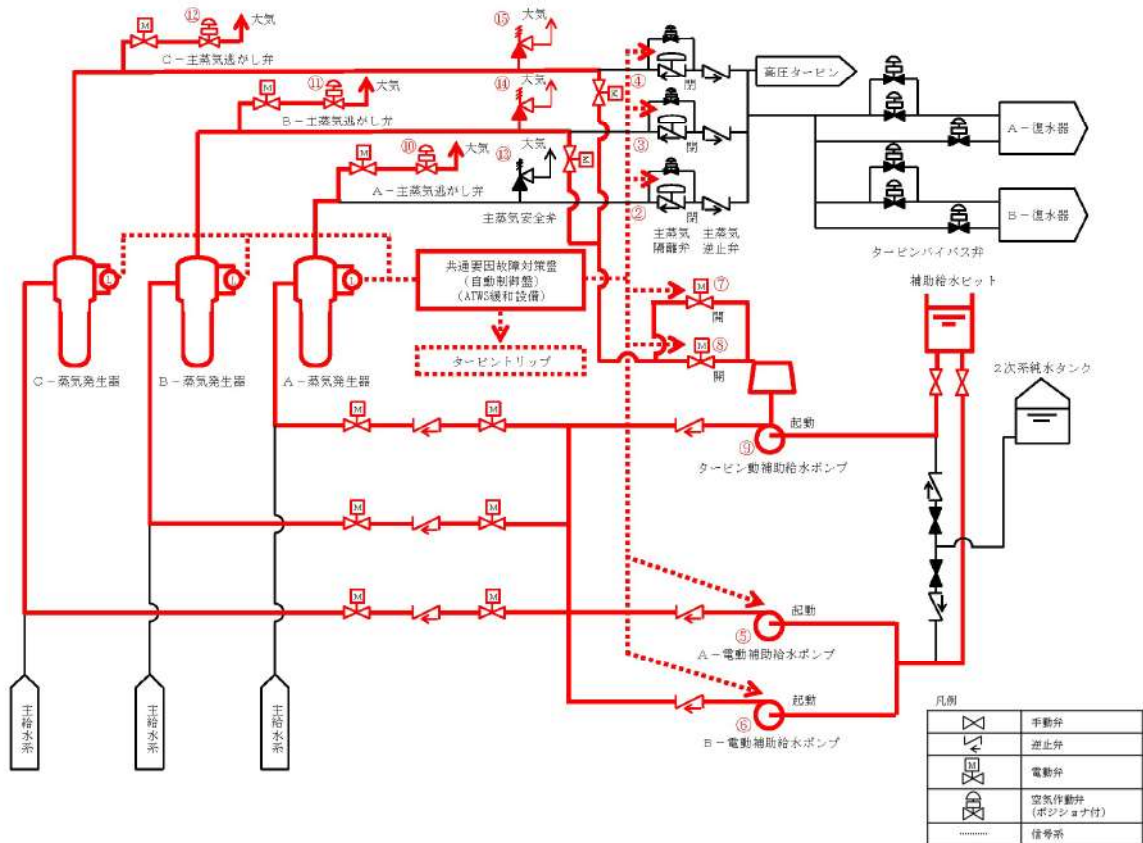 ⑫
大気
M
C－主蒸気逃がし弁
⑮
大気
④
閉
高圧タービン
K
⑪
大気
M
B－主蒸気逃がし弁
⑭
大気
③
閉
K
A－復水器
⑩
大気
M
A－主蒸気逃がし弁
⑬
大気
主蒸気安全弁
②
閉
主蒸気
隔離弁
主蒸気
逆止弁
B－復水器
タービンバイパス弁
共通要因故障対策盤
(自動制御盤)
(ATWS緩和設備)
タービントリップ
L
L
L
C－蒸気発生器
B－蒸気発生器
A－蒸気発生器
M
⑦
開
M
⑧
開
補助給水ピット
2次系純水タンク
M
M
起動
⑨
タービン動補助給水ポンプ
M
M
M
M
起動
⑤
A－電動補助給水ポンプ
起動
⑥
B－電動補助給水ポンプ
主給水系
主給水系
主給水系
凡例
手動弁
逆止弁
M
電動弁
空気作動弁
(ポジショナ付)
信号系